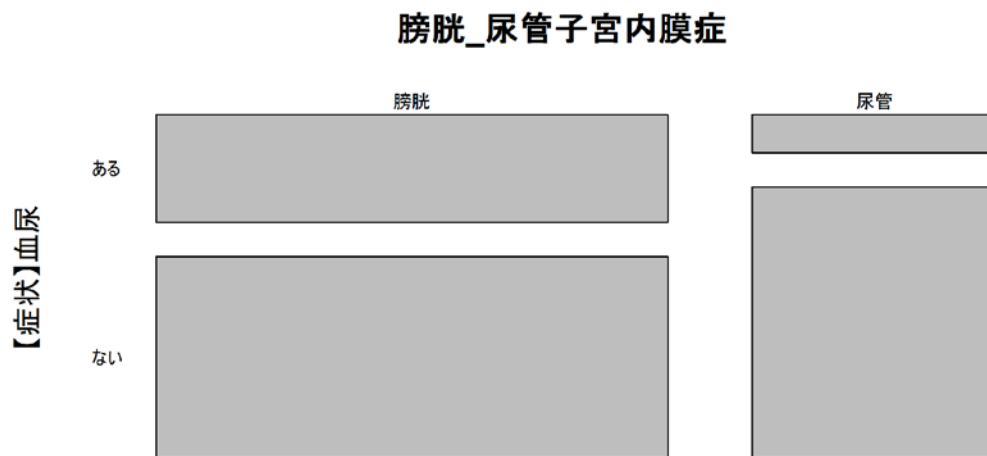 膀胱_尿管子宮内膜症
膀胱
尿管
【症状】血尿
ある
ない